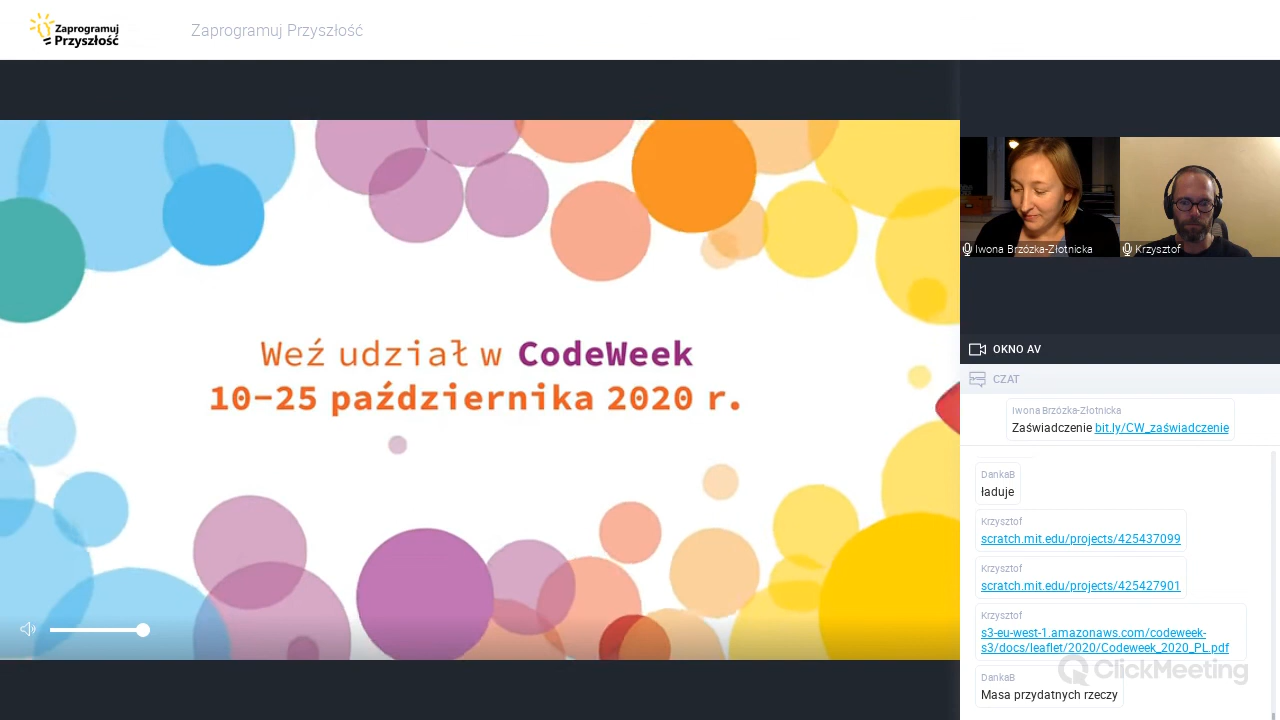 Zaprogramuj
Przyszłość
Zaprogramuj Przyszłość
Weź udział w CodeWeek
10-25 października 2020 r.
Iwona Brzózka-Złotnicka
Krzysztof
OKNO AV
CZAT
Iwona Brzózka-Złotnicka
Zaświadczenie bit.ly/CW_zaświadczenie
DankaB
ładuje
Krzysztof
scratch.mit.edu/projects/425437099
Krzysztof
scratch.mit.edu/projects/425427901
Krzysztof
s3-eu-west-1.amazonaws.com/codeweek-
s3/docs/leaflet/2020/Codeweek_2020_PL.pdf
ClickMeeting
DankaB
Masa przydatnych rzeczy